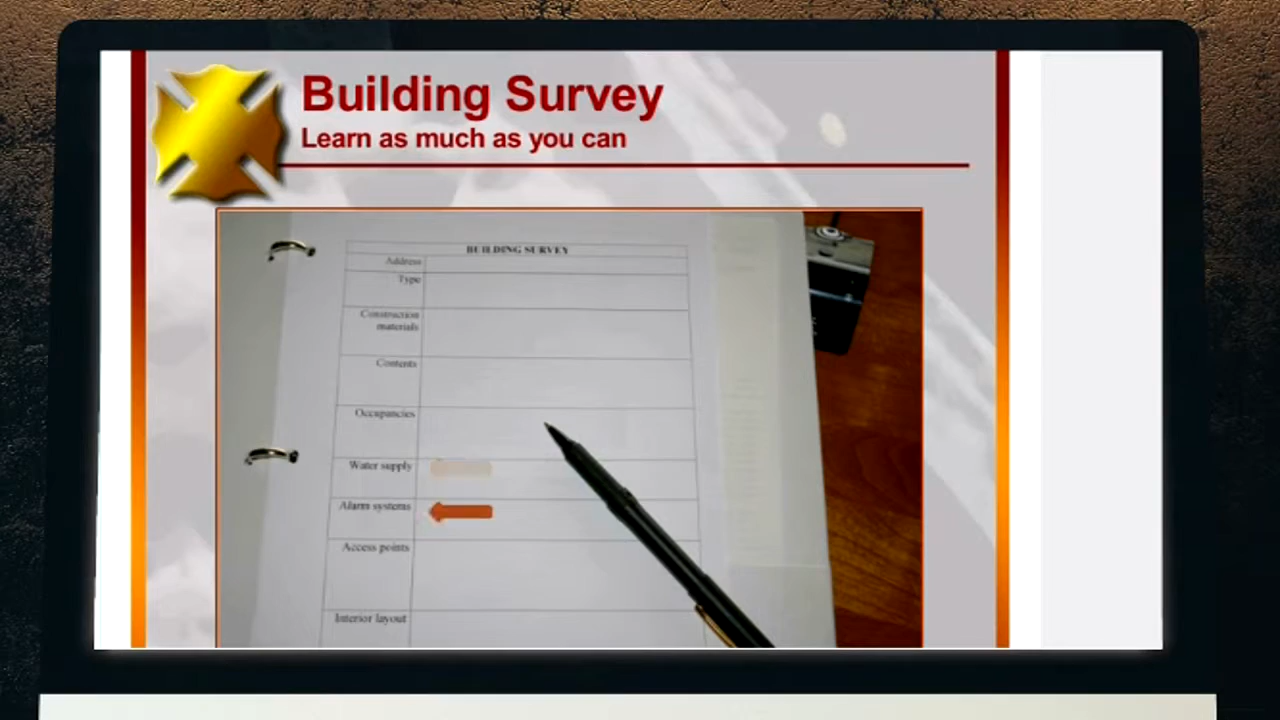 Building Survey
Learn as much as you can
BUILDING SURVEY
Address
Type
Construction
materials
Contents
Occupancies
Water supply
Alarm systems
Access points
Interior layout